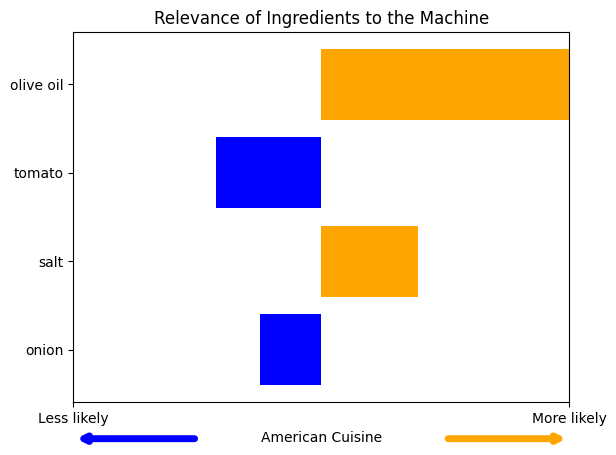 Relevance of Ingredients to the Machine
olive oil
tomato
salt
onion
Less likely
More likely
American Cuisine